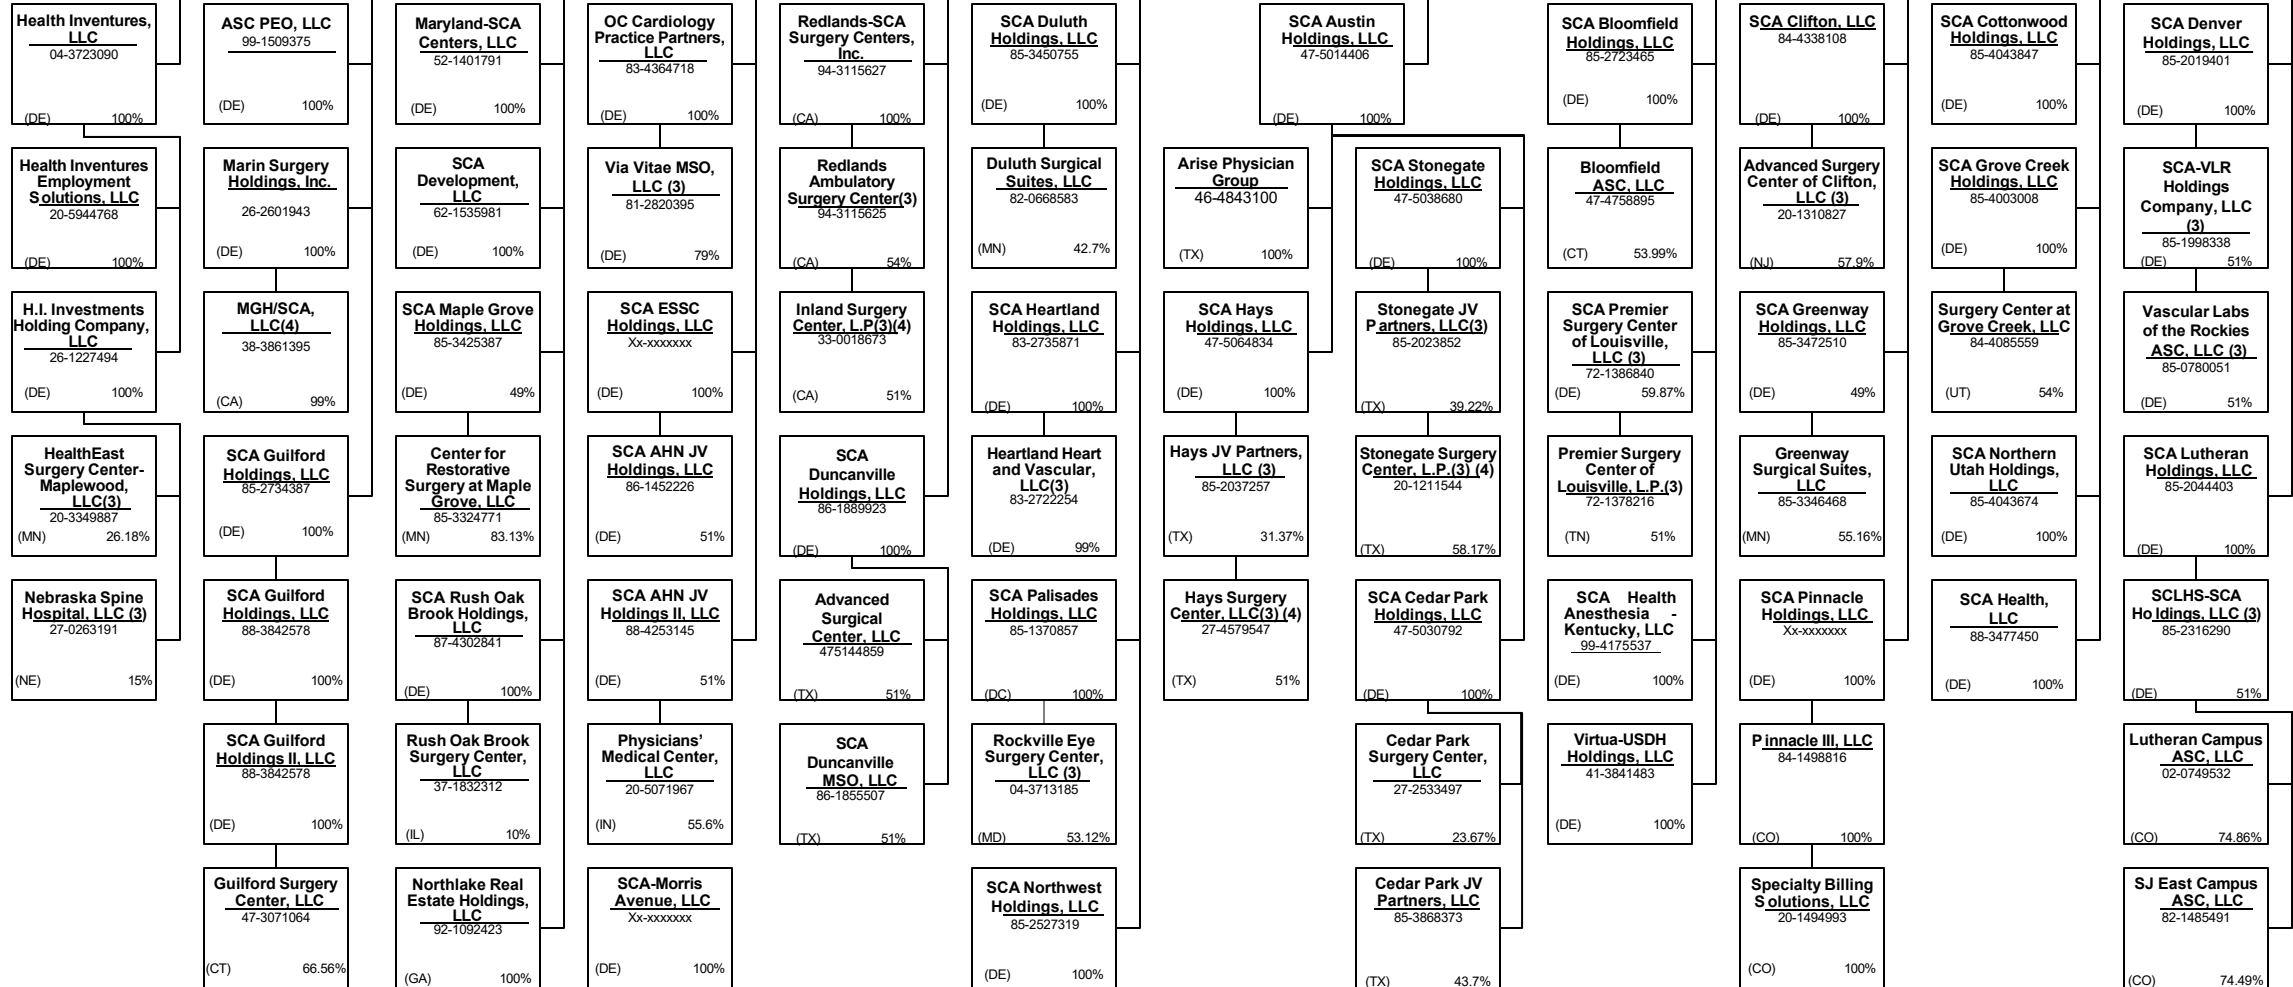 Health Inventures,
LLC
04-3723090
(DE) 100%
Health Inventures
Employment
Solutions, LLC
20-5944768
(DE) 100%
H.I. Investments
Holding Company,
LLC
26-1227494
(DE) 100%
HealthEast
Surgery Center-
Maplewood,
LLC(3)
20-3349887
(MN) 26.18%
Nebraska Spine
Hospital, LLC (3)
27-0263191
(NE) 15%
ASC PEO, LLC
99-1509375
(DE) 100%
Marin Surgery
Holdings, Inc.
26-2601943
(DE) 100%
MGH/SCA,
LLC(4)
38-3861395
(CA) 99%
SCA Guilford
Holdings, LLC
85-2734387
(DE) 100%
SCA Guilford
Holdings, LLC
88-3842578
(DE) 100%
SCA Guilford
Holdings II, LLC
88-3842578
(DE) 100%
Guilford Surgery
Center, LLC
47-3071064
(CT) 66.56%
Maryland-SCA
Centers, LLC
52-1401791
(DE) 100%
SCA
Development,
LLC
62-1535981
(DE) 100%
SCA Maple Grove
Holdings, LLC
85-3425387
(DE) 49%
Center for
Restorative
Surgery at Maple
Grove, LLC
85-3324771
(MN) 83.13%
SCA Rush Oak
Brook Holdings,
LLC
87-4302841
(DE) 100%
Rush Oak Brook
Surgery Center,
LLC
37-1832312
(IL) 10%
Northlake Real
Estate Holdings,
LLC
92-1092423
(GA) 100%
OC Cardiology
Practice Partners,
LLC
83-4364718
(DE) 100%
Via Vitae MSO,
LLC (3)
81-2820395
(DE) 79%
SCA ESSC
Holdings, LLC
Xx-xxxxxxx
(DE) 100%
SCA AHN JV
Holdings, LLC
86-1452226
(DE) 51%
SCA AHN JV
Holdings II, LLC
88-4253145
(DE) 51%
Physicians'
Medical Center,
LLC
20-5071967
(IN) 55.6%
SCA-Morris
Avenue, LLC
Xx-xxxxxxx
(DE) 100%
Redlands-SCA
Surgery Centers,
Inc.
94-3115627
(CA) 100%
Redlands
Ambulatory
Surgery Center(3)
94-3115625
(CA) 54%
Inland Surgery
Center, L.P(3)(4)
33-0018673
(CA) 51%
SCA
Duncanville
Holdings, LLC
86-1889923
(DE) 100%
Advanced
Surgical
Center, LLC
475144859
(TX) 51%
SCA
Duncanville
MSO, LLC
86-1855507
(TX) 51%
SCA Duluth
Holdings, LLC
85-3450755
(DE) 100%
Duluth Surgical
Suites, LLC
82-0668583
(MN) 42.7%
SCA Heartland
Holdings, LLC
83-2735871
(DE) 100%
Heartland Heart
and Vascular,
LLC(3)
83-2722254
(DE) 99%
SCA Palisades
Holdings, LLC
85-1370857
(DC) 100%
Rockville Eye
Surgery Center,
LLC (3)
04-3713185
(MD) 53.12%
SCA Northwest
Holdings, LLC
85-2527319
(DE) 100%
SCA Austin
Holdings, LLC
47-5014406
(DE) 100%
Arise Physician
Group
46-4843100
(TX) 100%
SCA Hays
Holdings, LLC
47-5064834
(DE) 100%
Hays JV Partners,
LLC (3)
85-2037257
(TX) 31.37%
Hays Surgery
Center, LLC(3) (4)
27-4579547
(TX) 51%
SCA Stonegate
Holdings, LLC
47-5038680
(DE) 100%
Stonegate JV
Partners, LLC(3)
85-2023852
(TX) 39.22%
Stonegate Surgery
Center, L.P.(3) (4)
20-1211544
(TX) 58.17%
SCA Cedar Park
Holdings, LLC
47-5030792
(DE) 100%
Cedar Park
Surgery Center,
LLC
27-2533497
(TX) 23.67%
Cedar Park JV
Partners, LLC
85-3868373
(TX) 43.7%
SCA Bloomfield
Holdings, LLC
85-2723465
(DE) 100%
Bloomfield
ASC, LLC
47-4758895
(CT) 53.99%
SCA Premier
Surgery Center
of Louisville,
LLC (3)
72-1386840
(DE) 59.87%
Premier Surgery
Center of
Louisville, L.P.(3)
72-1378216
(TN) 51%
SCA Health
Anesthesia -
Kentucky, LLC
99-4175537
(DE) 100%
Virtua-USDH
Holdings, LLC
41-3841483
(DE) 100%
SCA Clifton, LLC
84-4338108
(DE) 100%
Advanced Surgery
Center of Clifton,
LLC (3)
20-1310827
(NJ) 57.9%
SCA Greenway
Holdings, LLC
85-3472510
(DE) 49%
Greenway
Surgical Suites,
LLC
85-3346468
(MN) 55.16%
SCA Pinnacle
Holdings, LLC
Xx-xxxxxxx
(DE) 100%
Pinnacle III, LLC
84-1498816
(CO) 100%
Specialty Billing
Solutions, LLC
20-1494993
(CO) 100%
SCA Cottonwood
Holdings, LLC
85-4043847
(DE) 100%
SCA Grove Creek
Holdings, LLC
85-4003008
(DE) 100%
Surgery Center at
Grove Creek, LLC
84-4085559
(UT) 54%
SCA Northern
Utah Holdings,
LLC
85-4043674
(DE) 100%
SCA Health,
LLC
88-3477450
(DE) 100%
SCA Denver
Holdings, LLC
85-2019401
(DE) 100%
SCA-VLR
Holdings
Company, LLC
(3)
85-1998338
(DE) 51%
Vascular Labs
of the Rockies
ASC, LLC (3)
85-0780051
(DE) 51%
SCA Lutheran
Holdings, LLC
85-2044403
(DE) 100%
SCLHS-SCA
Holdings, LLC (3)
85-2316290
(DE) 51%
Lutheran Campus
ASC, LLC
02-0749532
(CO) 74.86%
SJ East Campus
ASC, LLC
82-1485491
(CO) 74.49%